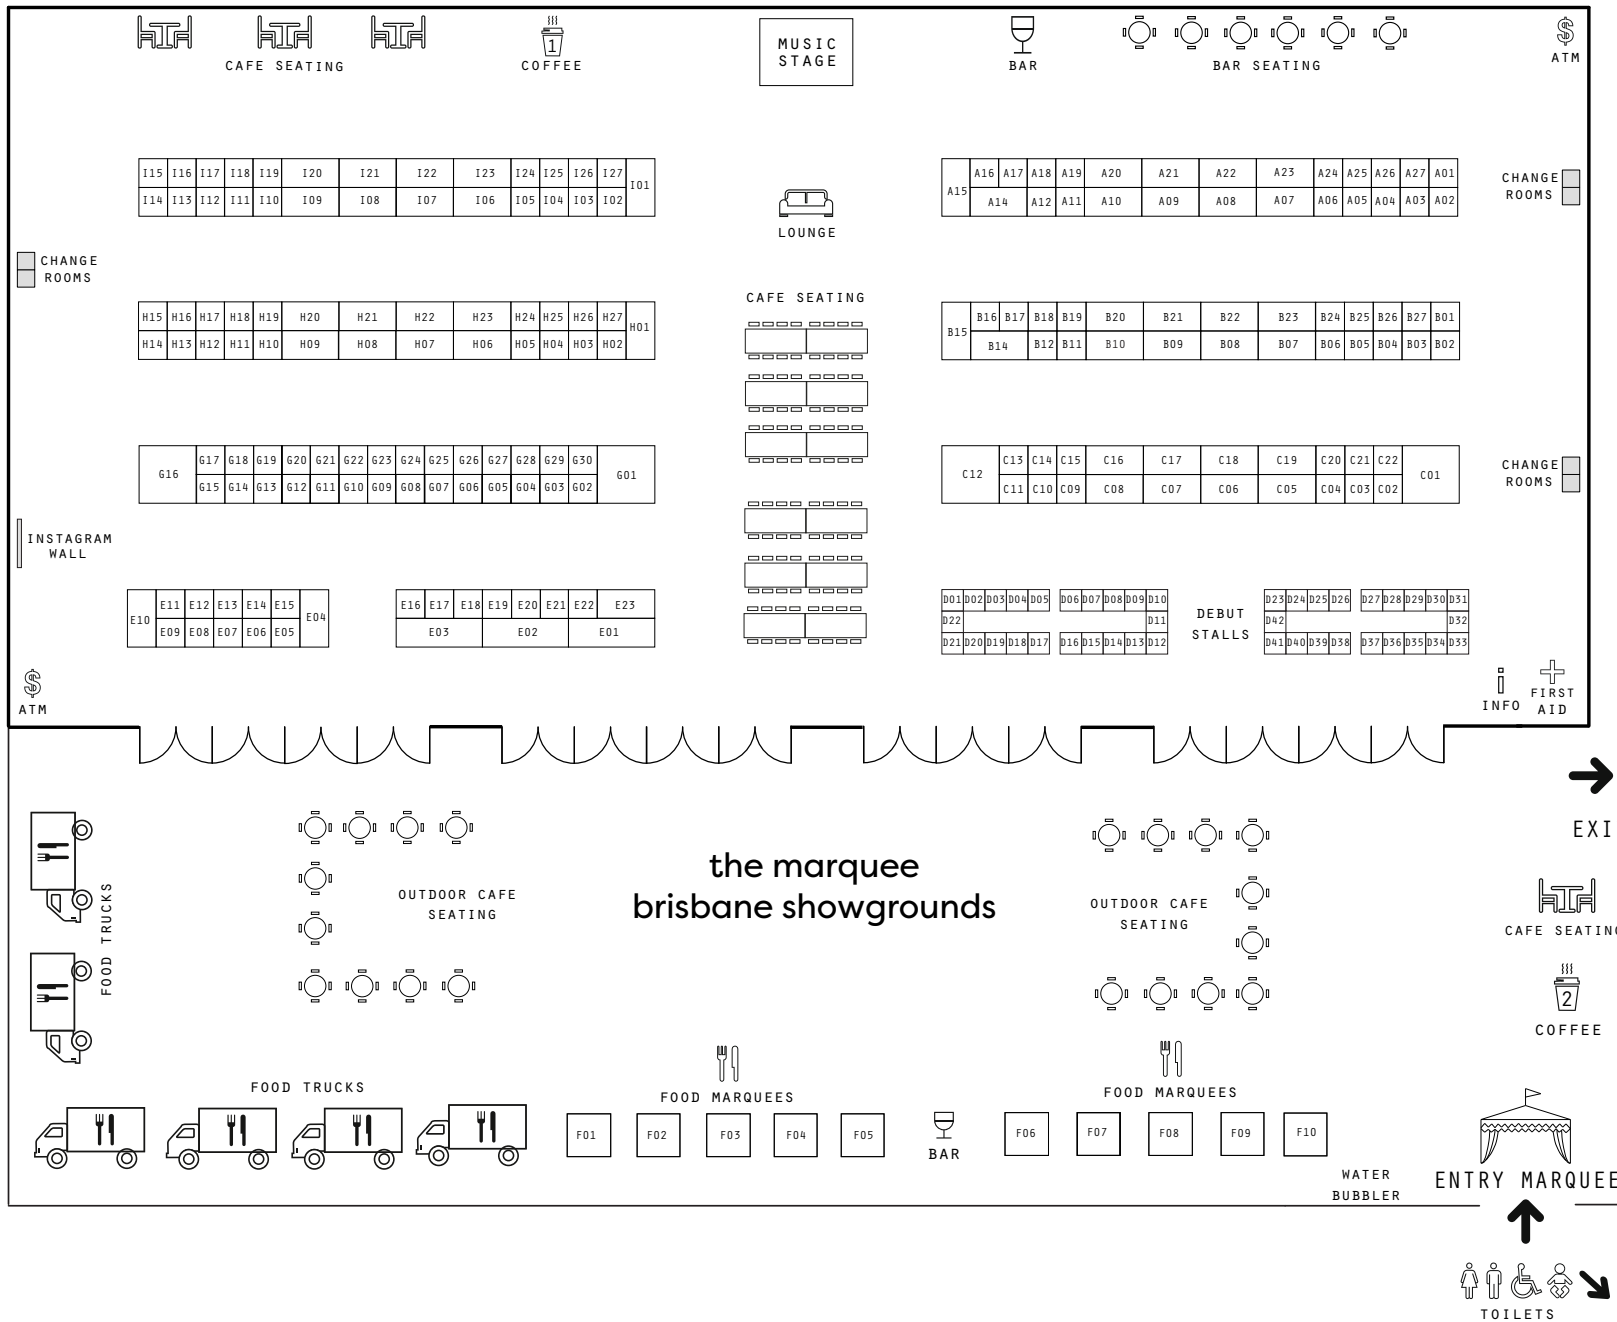 CAFE SEATING
1
COFFEE
MUSIC
STAGE
BAR
BAR SEATING
$
ATM
I15 I16 I17 I18 I19 I20 I21 I22 I23 I24 I25 I26 I27 I01
I14 I13 I12 I11 I10 I09 I08 I07 I06 I05 I04 I03 I02
LOUNGE
A15 A16 A17 A18 A19 A20 A21 A22 A23 A24 A25 A26 A27 A01
A14 A12 A11 A10 A09 A08 A07 A06 A05 A04 A03 A02
CHANGE
ROOMS
CHANGE
ROOMS
CAFE SEATING
H15 H16 H17 H18 H19 H20 H21 H22 H23 H24 H25 H26 H27 H01
H14 H13 H12 H11 H10 H09 H08 H07 H06 H05 H04 H03 H02
B15 B16 B17 B18 B19 B20 B21 B22 B23 B24 B25 B26 B27 B01
B14 B12 B11 B10 B09 B08 B07 B06 B05 B04 B03 B02
G16 G17 G18 G19 G20 G21 G22 G23 G24 G25 G26 G27 G28 G29 G30 G01
G15 G14 G13 G12 G11 G10 G09 G08 G07 G06 G05 G04 G03 G02
C12 C13 C14 C15 C16 C17 C18 C19 C20 C21 C22 C01
C11 C10 C09 C08 C07 C06 C05 C04 C03 C02
CHANGE
ROOMS
INSTAGRAM
WALL
E10 E11 E12 E13 E14 E15 E04
E09 E08 E07 E06 E05
E16 E17 E18 E19 E20 E21 E22 E23
E03 E02 E01
D01 D02 D03 D04 D05 D06 D07 D08 D09 D10
D22 D11
D21 D20 D19 D18 D17 D16 D15 D14 D13 D12
DEBUT
STALLS
D23 D24 D25 D26 D27 D28 D29 D30 D31
D42 D32
D41 D40 D39 D38 D37 D36 D35 D34 D33
$
ATM
i
INFO
FIRST
AID
EXI
FOOD TRUCKS
OUTDOOR CAFE
SEATING
the marquee
brisbane showgrounds
OUTDOOR CAFE
SEATING
CAFE SEATING
2
COFFEE
FOOD TRUCKS
FOOD MARQUEES
FOOD MARQUEES
F01 F02 F03 F04 F05
BAR
F06 F07 F08 F09 F10
WATER
BUBBLER
ENTRY MARQUEE
TOILETS